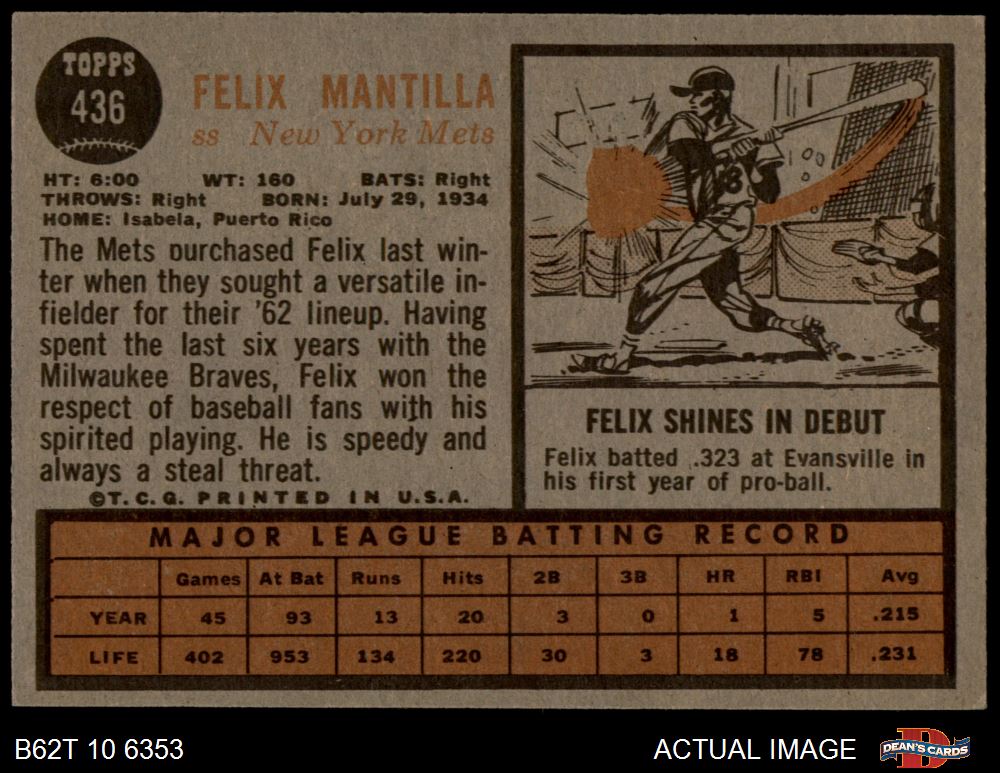 TOPPS
436
FELIX MANTILLA
ss New York Mets
HT: 6:00 WT: 160 BATS: Right
THROWS: Right BORN: July 29, 1934
HOME: Isabela, Puerto Rico
The Mets purchased Felix last win-
ter when they sought a versatile in-
fielder for their '62 lineup. Having
spent the last six years with the
Milwaukee Braves, Felix won the
respect of baseball fans with his
spirited playing. He is speedy and
always a steal threat.
©T.C.G. PRINTED IN U.S.A.
18
FELIX SHINES IN DEBUT
Felix batted .323 at Evansville in
his first year of pro-ball.
MAJOR LEAGUE BATTING RECORD
Games At Bat Runs Hits 2B 3B HR RBI Avg
YEAR 45 93 13 20 3 0 1 5 .215
LIFE 402 953 134 220 30 3 18 78 .231
B62T 10 6353
ACTUAL IMAGE
DEAN'S CARDS